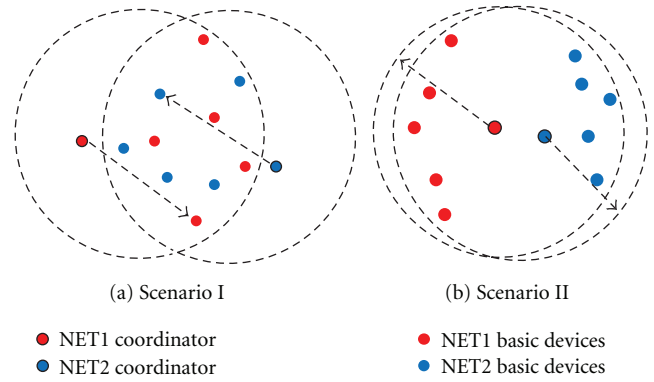 (a) Scenario I
(b) Scenario II
NET1 coordinator
NET2 coordinator
NET1 basic devices
NET2 basic devices